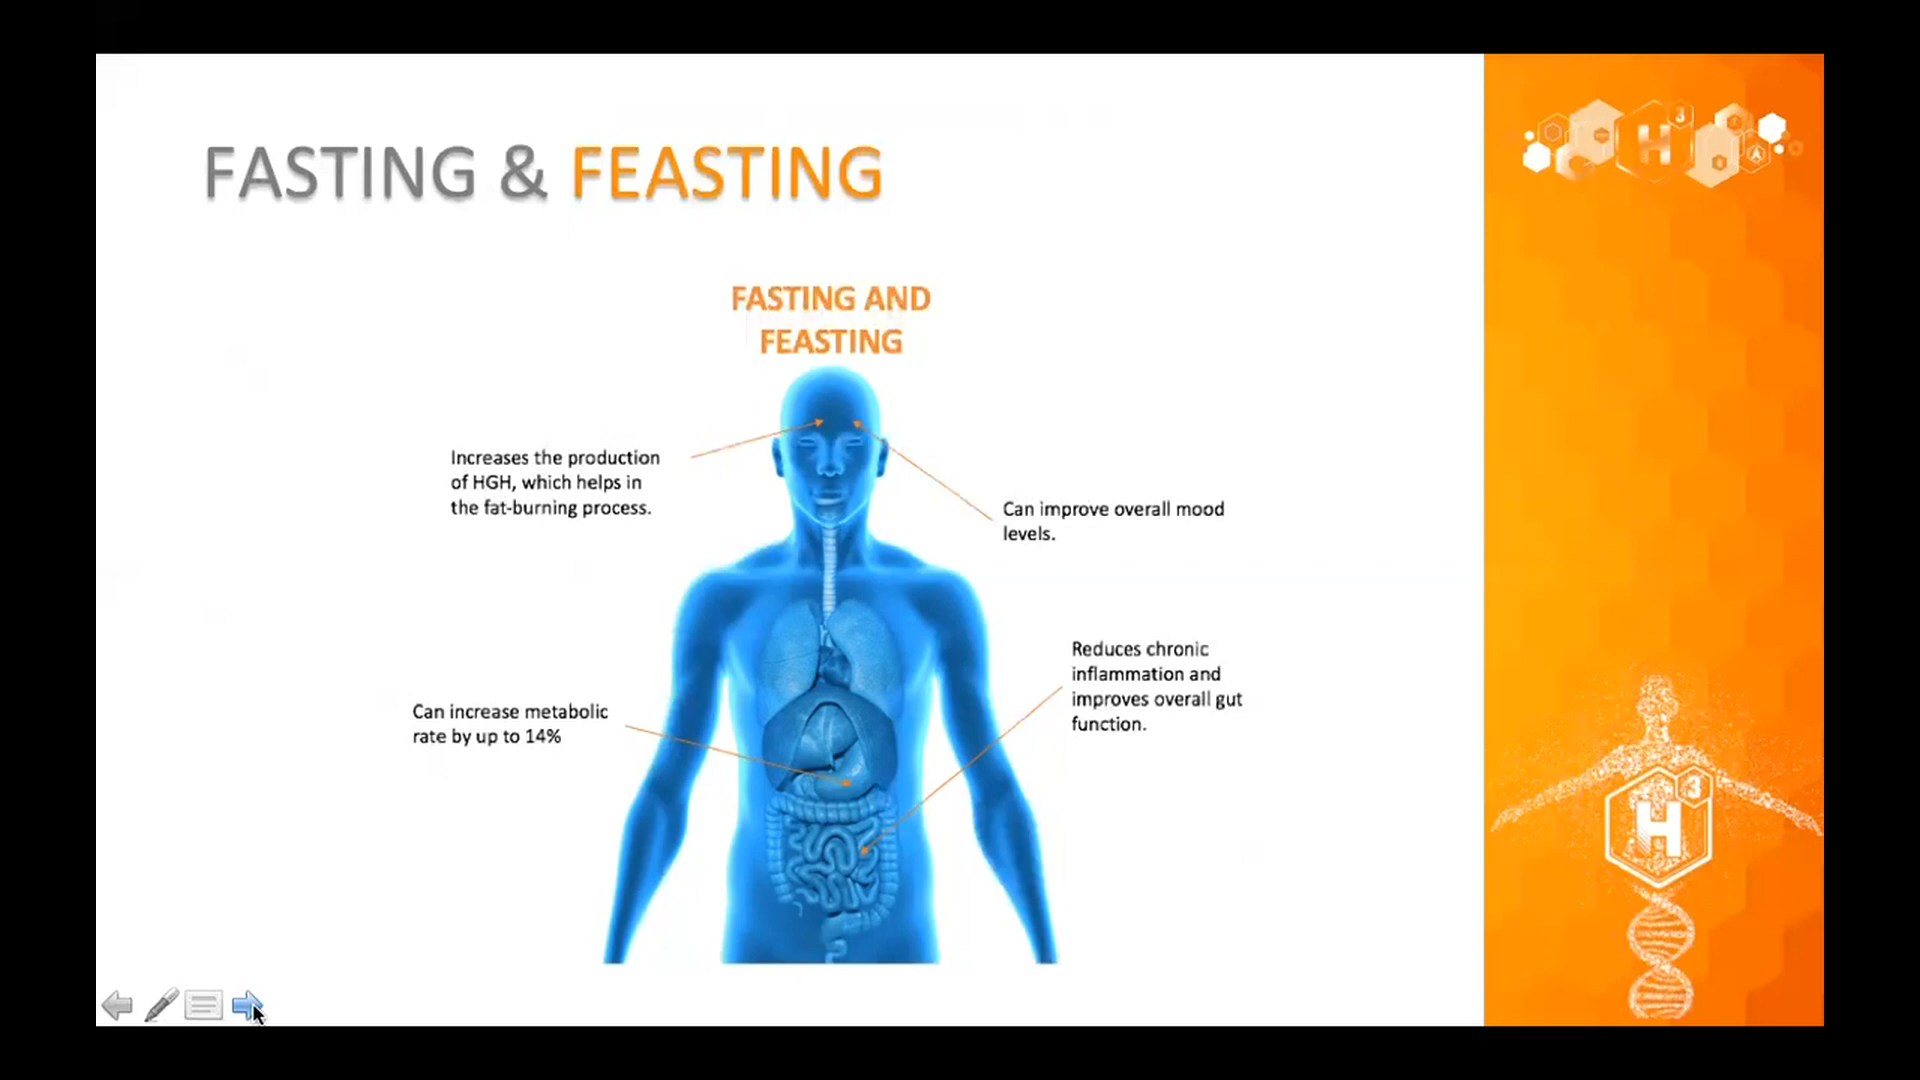 FASTING & FEASTING
FASTING AND
FEASTING
Increases the production
of HGH, which helps in
the fat-burning process.
Can improve overall mood
levels.
Reduces chronic
inflammation and
improves overall gut
function.
Can increase metabolic
rate by up to 14%
H3
H3